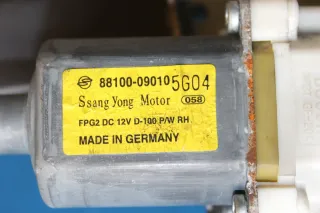 88100-09010 5G04
Ssang Yong Motor 058
FPG2 DC 12V D-100 P/W RH
MADE IN GERMANY